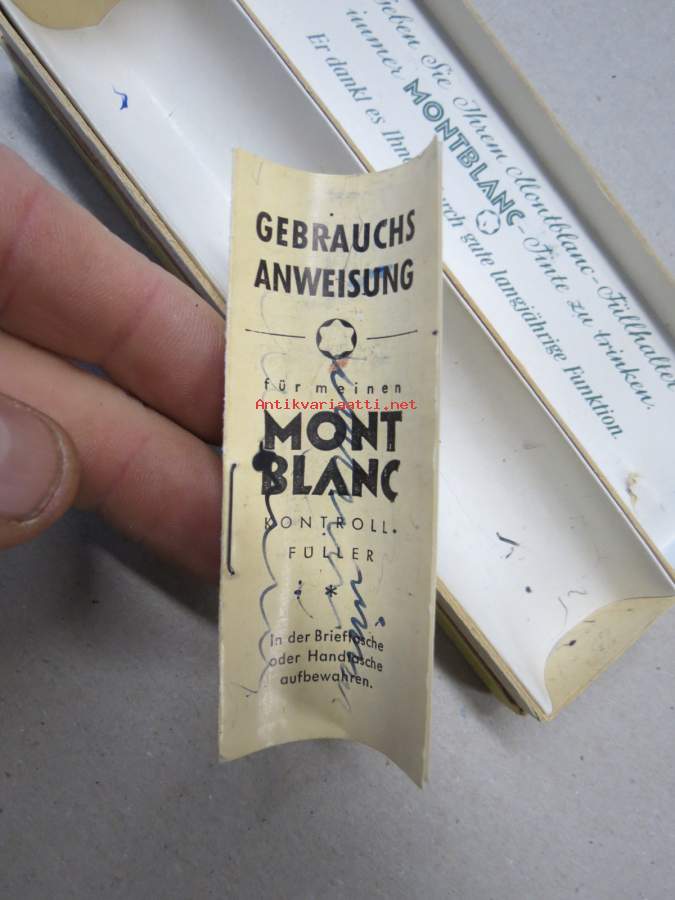 GEBRAUCHS
ANWEISUNG
für meinen
MONT
BLANC
KONTROLL-
FÜLLER
*
In der Brieftasche
oder Handtasche
aufbewahren.
Antikvariaatti.net
Geben Sie Ihrem Montblanc-Füllhalter
immer MONTBLANC-Tinte zu trinken.
Er dankt es Ihnen durch gute langjährige Funktion.